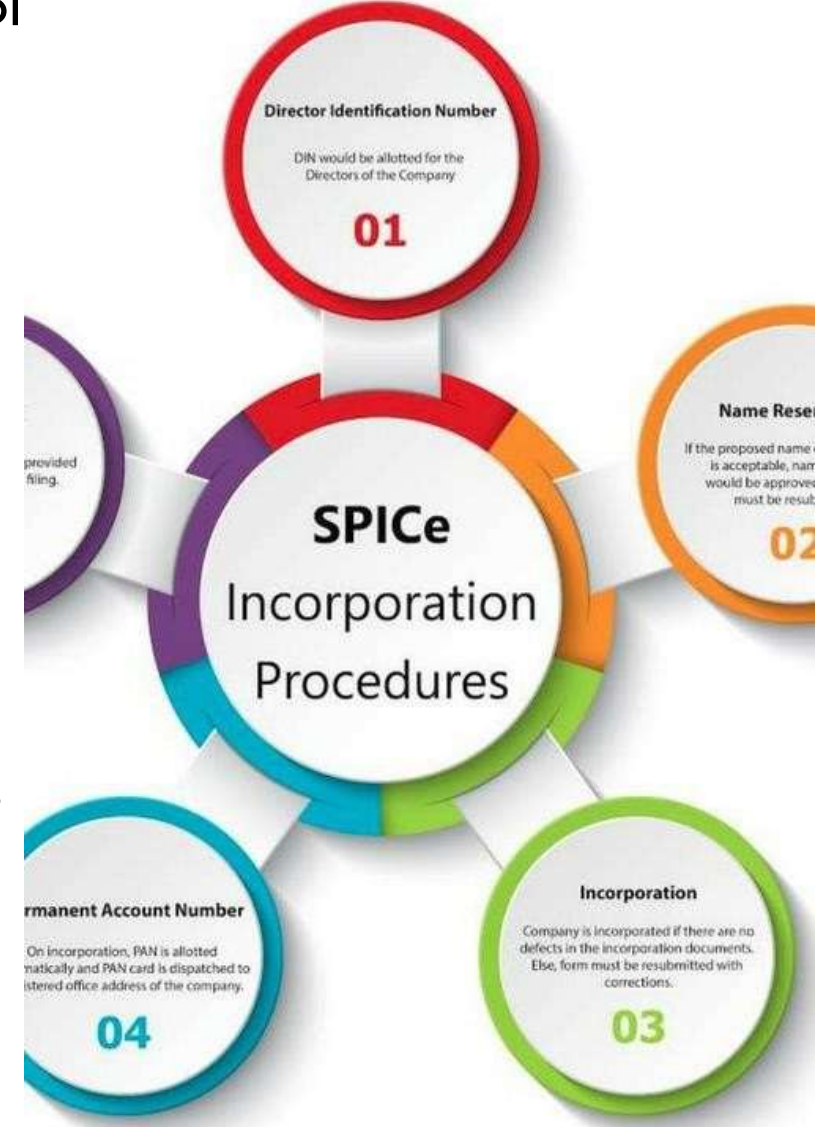 Director Identification Number
DIN would be allotted for the
Directors of the Company
01
Name Reser
If the proposed name
is acceptable, nam
would be approved
must be resub
02
SPICe
Incorporation
Procedures
provided
filing.
rmanent Account Number
On incorporation, PAN is allotted
matically and PAN card is dispatched to
stered office address of the company.
04
Incorporation
Company is incorporated if there are no
defects in the incorporation documents.
Else, form must be resubmitted with
corrections.
03